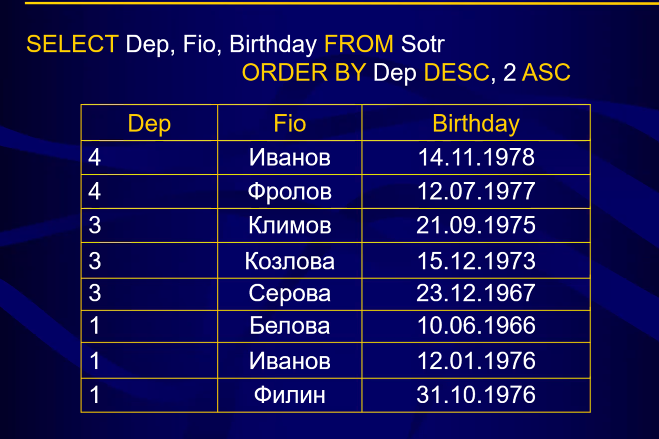 SELECT Dep, Fio, Birthday FROM Sotr
ORDER BY Dep DESC, 2 ASC
Dep Fio Birthday
4 Иванов 14.11.1978
4 Фролов 12.07.1977
3 Климов 21.09.1975
3 Козлова 15.12.1973
3 Серова 23.12.1967
1 Белова 10.06.1966
1 Иванов 12.01.1976
1 Филин 31.10.1976